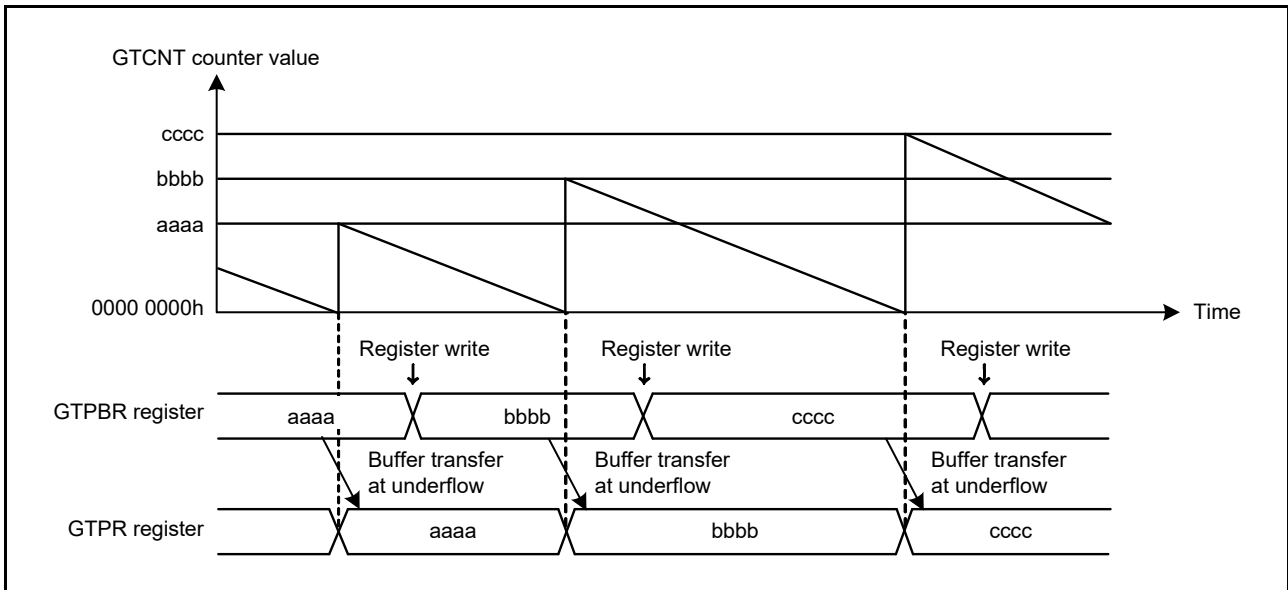 GTCNT counter value
cccc
bbbb
aaaa
0000 0000h
Time
Register write
Register write
Register write
GTPBR register
aaaa
bbbb
cccc
Buffer transfer
at underflow
Buffer transfer
at underflow
Buffer transfer
at underflow
GTPR register
aaaa
bbbb
cccc